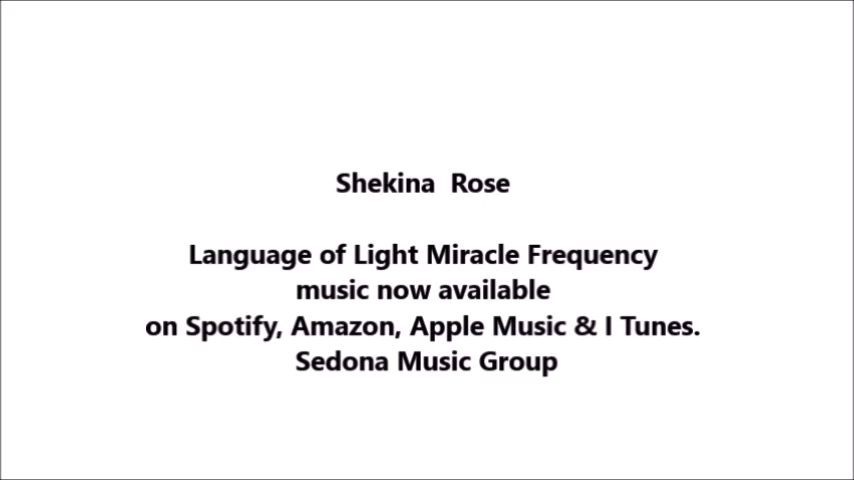 Shekina  Rose
Language of Light Miracle Frequency
music now available
on Spotify, Amazon, Apple Music & I Tunes.
Sedona Music Group